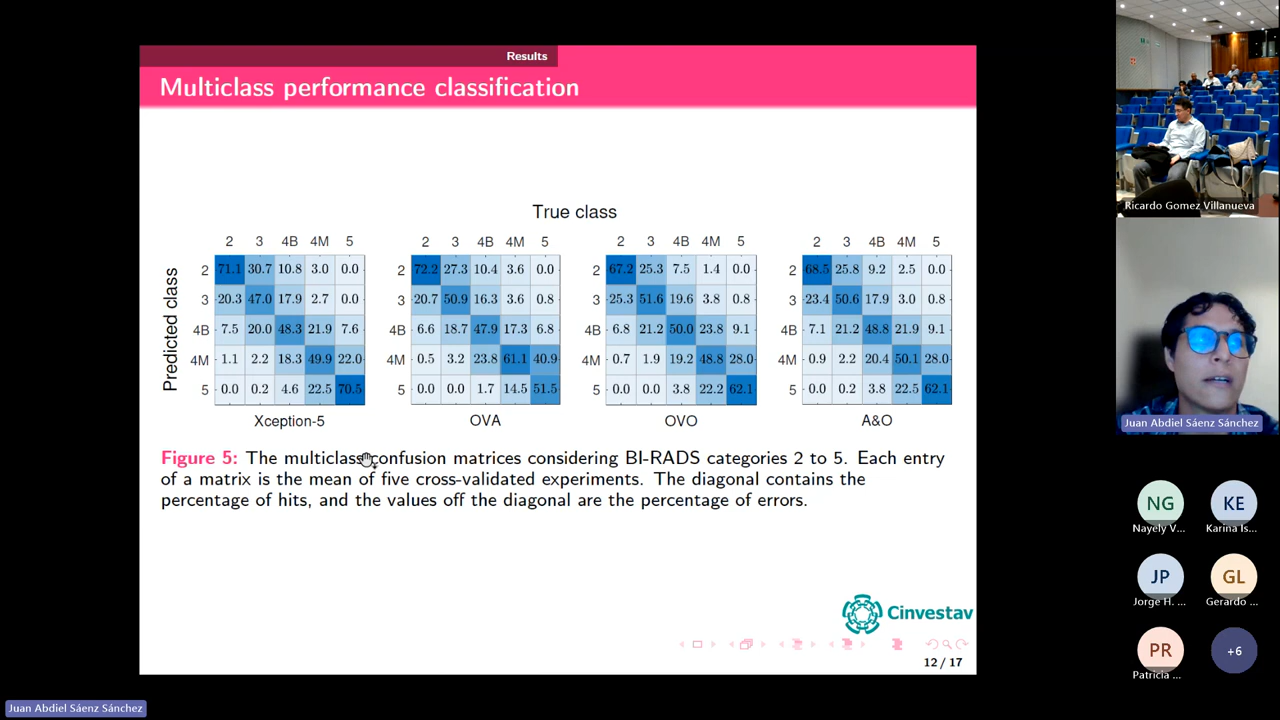 Results
Multiclass performance classification
True class
Predicted class
2 3 4B 4M 5
2 71.1 30.7 10.8 3.0 0.0
3 20.3 47.0 17.9 2.7 0.0
4B 7.5 20.0 48.3 21.9 7.6
4M 1.1 2.2 18.3 49.9 22.0
5 0.0 0.2 4.6 22.5 70.5
Xception-5
2 3 4B 4M 5
2 72.2 27.3 10.4 3.6 0.0
3 20.7 50.9 16.3 3.6 0.8
4B 6.6 18.7 47.9 17.3 6.8
4M 0.5 3.2 23.8 61.1 40.9
5 0.0 0.0 1.7 14.5 51.5
OVA
2 3 4B 4M 5
2 67.2 25.3 7.5 1.4 0.0
3 25.3 51.6 19.6 3.8 0.8
4B 6.8 21.2 50.0 23.8 9.1
4M 0.7 1.9 19.2 48.8 28.0
5 0.0 0.0 3.8 22.2 62.1
OVO
2 3 4B 4M 5
2 68.5 25.8 9.2 2.5 0.0
3 23.4 50.6 17.9 3.0 0.8
4B 7.1 21.2 48.8 21.9 9.1
4M 0.9 2.2 20.4 50.1 28.0
5 0.0 0.2 3.8 22.5 62.1
A&O
Figure 5: The multiclass confusion matrices considering BI-RADS categories 2 to 5. Each entry
of a matrix is the mean of five cross-validated experiments. The diagonal contains the
percentage of hits, and the values off the diagonal are the percentage of errors.
Cinvestav
12 / 17
Ricardo Gomez Villanueva
Juan Abdiel Sáenz Sánchez
NG
Nayely V...
KE
Karina Is...
JP
Jorge H. ...
GL
Gerardo ...
PR
Patricia ...
+6
Juan Abdiel Sáenz Sánchez